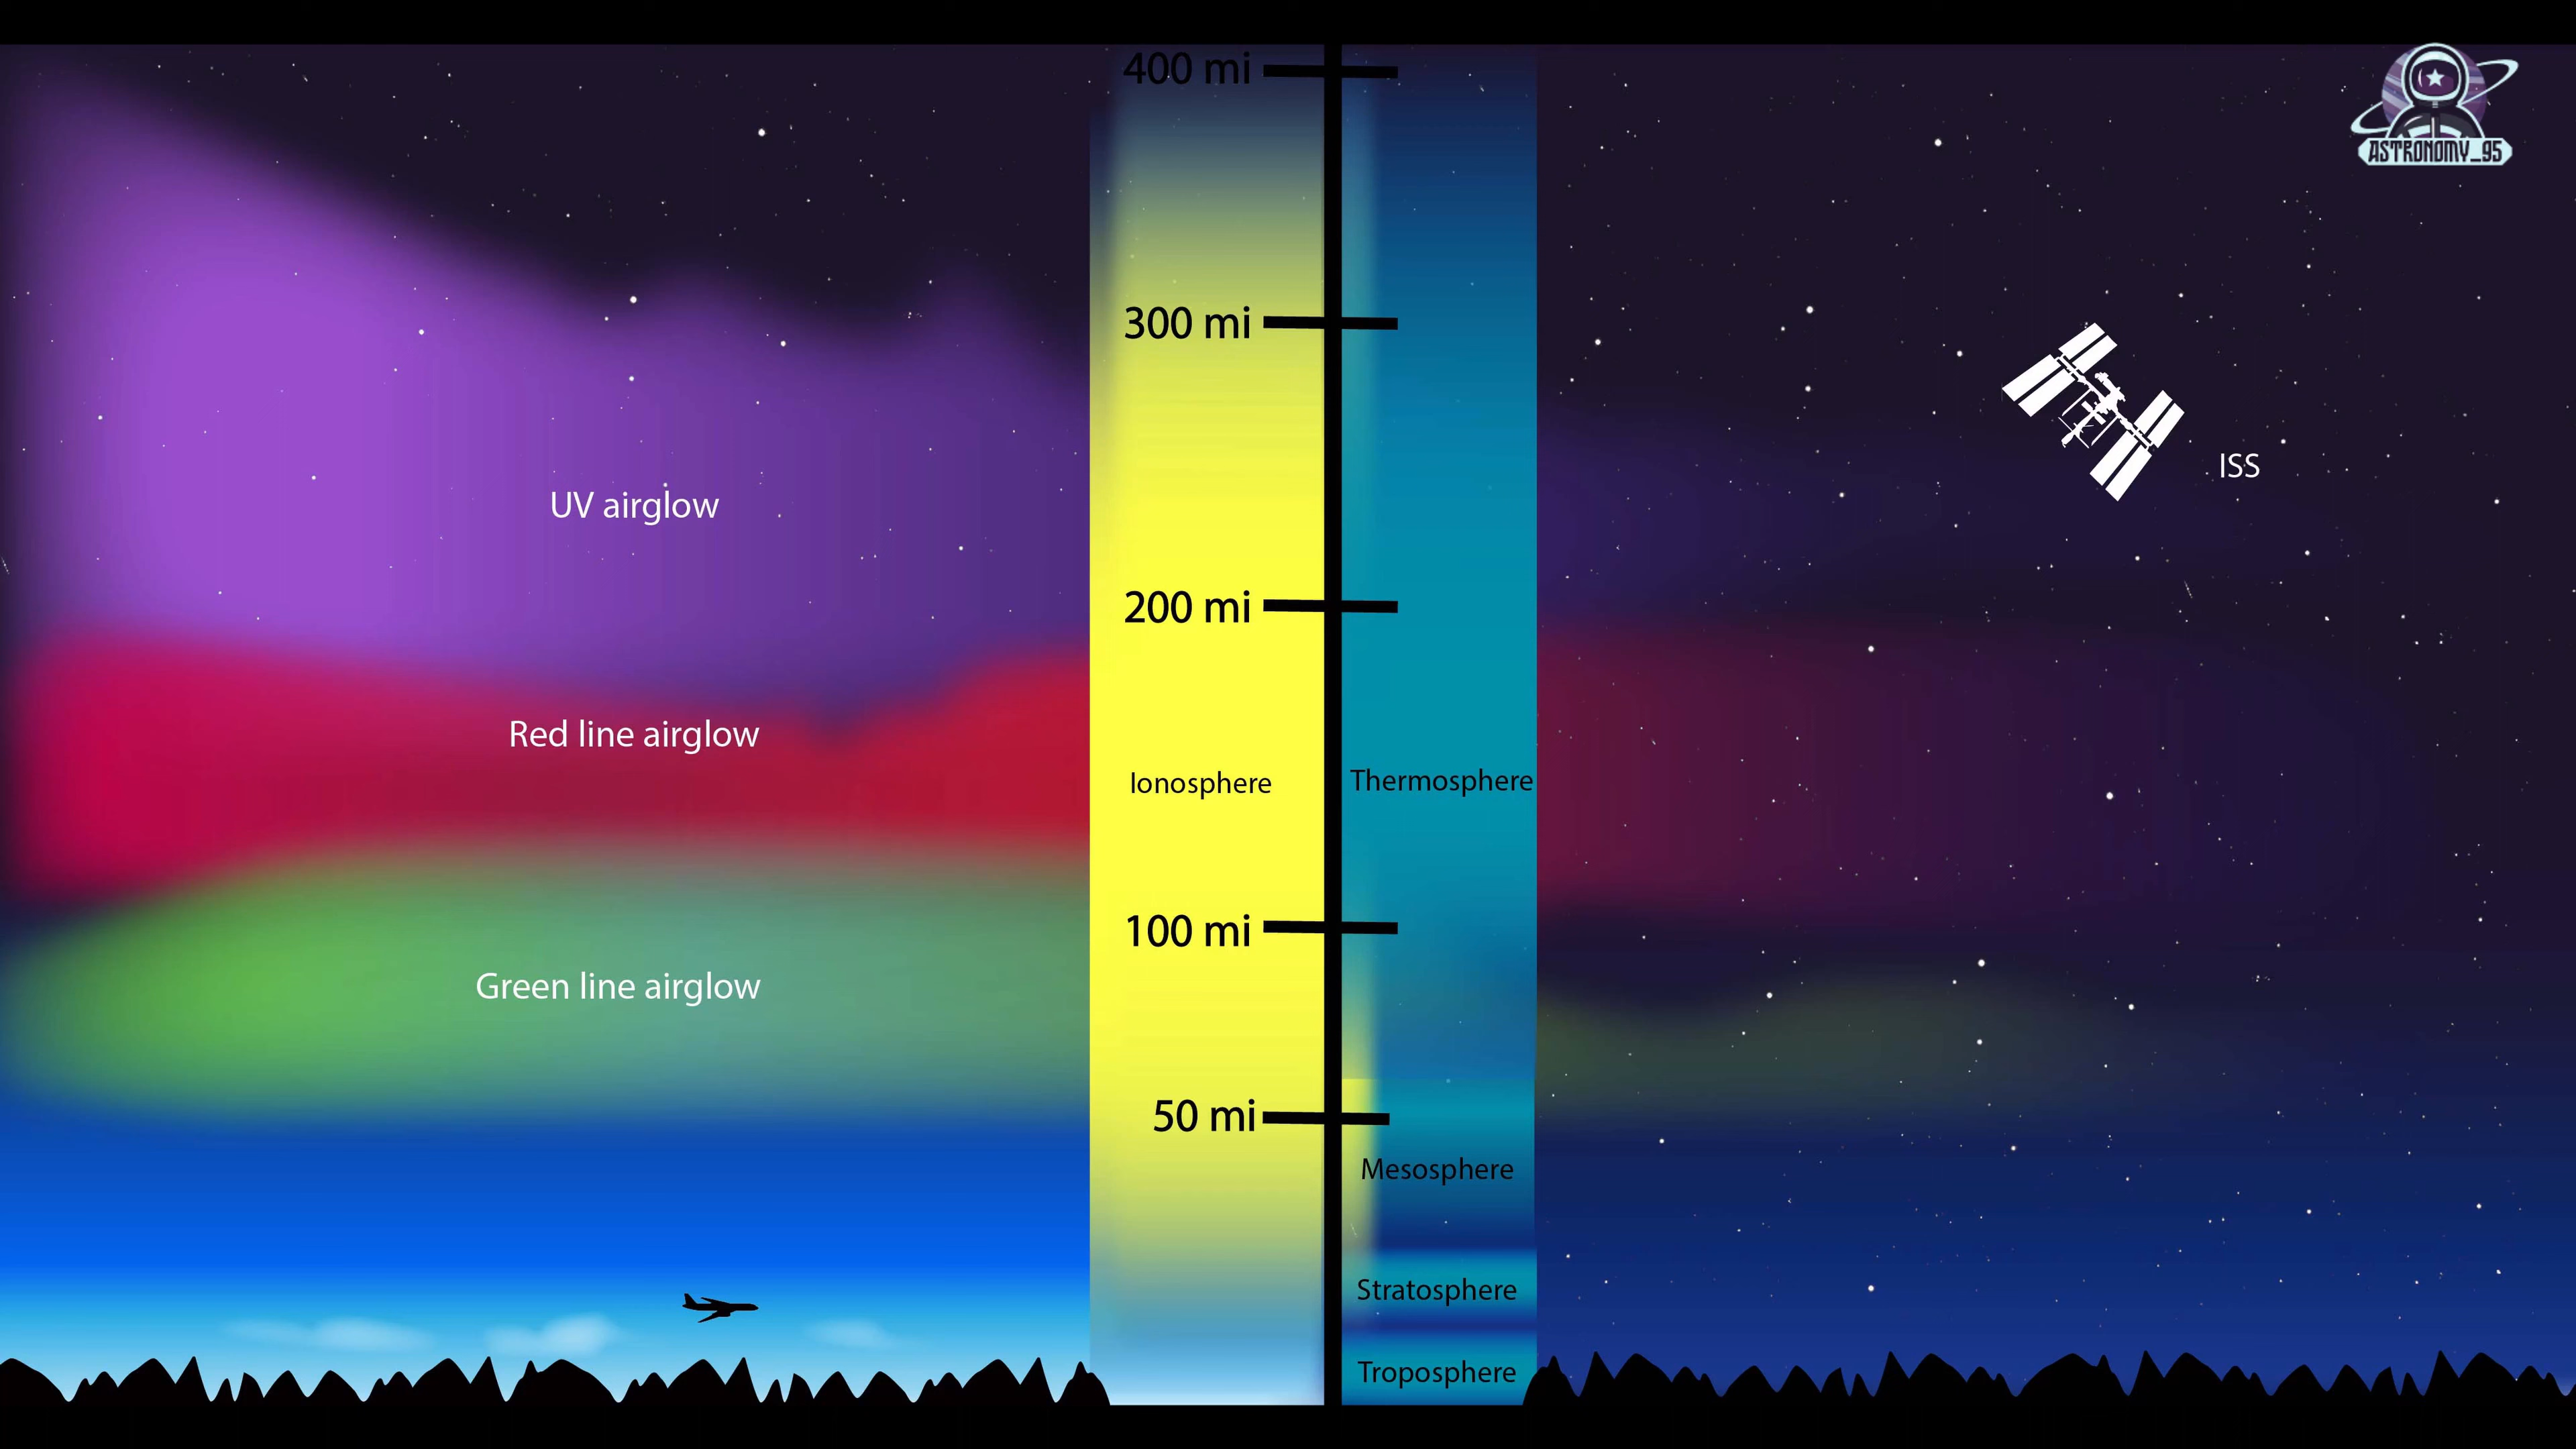 400 mi
ASTRONOMY_95
300 mi
ISS
UV airglow
200 mi
Red line airglow
Ionosphere
Thermosphere
100 mi
Green line airglow
50 mi
Mesosphere
Stratosphere
Troposphere